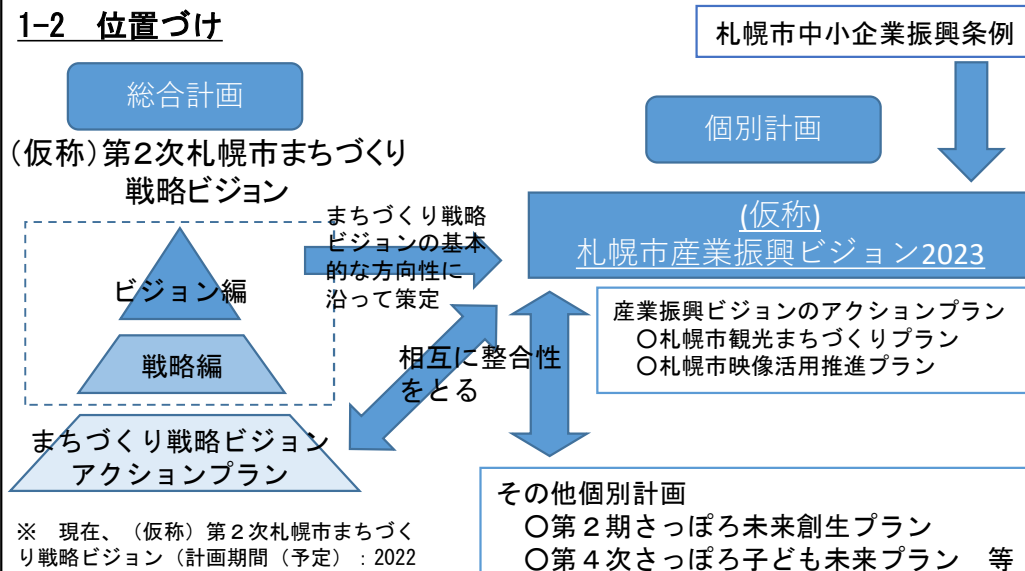 1-2　位置づけ
札幌市中小企業振興条例
総合計画
個別計画
(仮称)第２次札幌市まちづくり
戦略ビジョン
ビジョン編
戦略編
まちづくり戦略ビジョン
アクションプラン
まちづくり戦略
ビジョンの基本
的な方向性に
沿って策定
相互に整合性
をとる
(仮称)
札幌市産業振興ビジョン2023
産業振興ビジョンのアクションプラン
〇札幌市観光まちづくりプラン
〇札幌市映像活用推進プラン
その他個別計画
〇第２期さっぽろ未来創生プラン
〇第４次さっぽろ子ども未来プラン　等
※　現在、（仮称）第２次札幌市まちづく
り戦略ビジョン（計画期間（予定）：2022